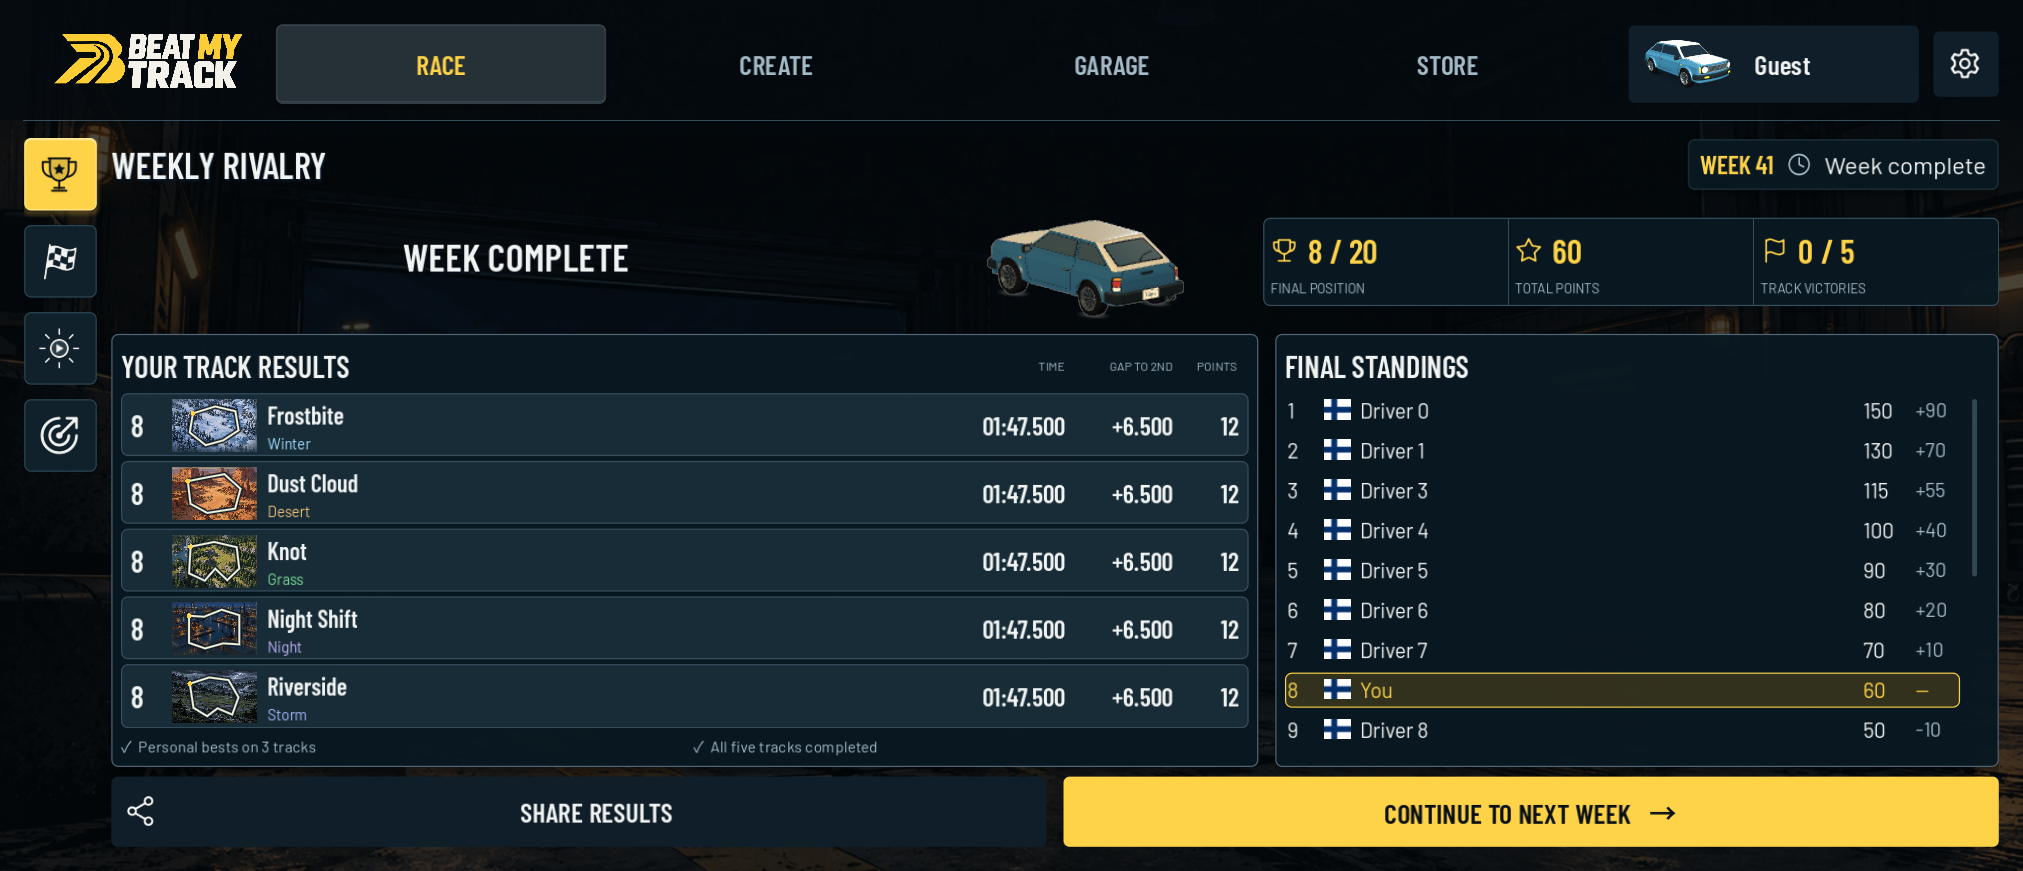 BEAT MY
TRACK
RACE
CREATE
GARAGE
STORE
Guest
WEEKLY RIVALRY
WEEK 41 Week complete
WEEK COMPLETE
8 / 20
FINAL POSITION
60
TOTAL POINTS
0 / 5
TRACK VICTORIES
YOUR TRACK RESULTS TIME GAP TO 2ND POINTS
8 Frostbite 01:47.500 +6.500 12
Winter
8 Dust Cloud 01:47.500 +6.500 12
Desert
8 Knot 01:47.500 +6.500 12
Grass
8 Night Shift 01:47.500 +6.500 12
Night
8 Riverside 01:47.500 +6.500 12
Storm
✓ Personal bests on 3 tracks
✓ All five tracks completed
FINAL STANDINGS
1 Driver 0 150 +90
2 Driver 1 130 +70
3 Driver 3 115 +55
4 Driver 4 100 +40
5 Driver 5 90 +30
6 Driver 6 80 +20
7 Driver 7 70 +10
8 You 60 –
9 Driver 8 50 -10
SHARE RESULTS
CONTINUE TO NEXT WEEK →